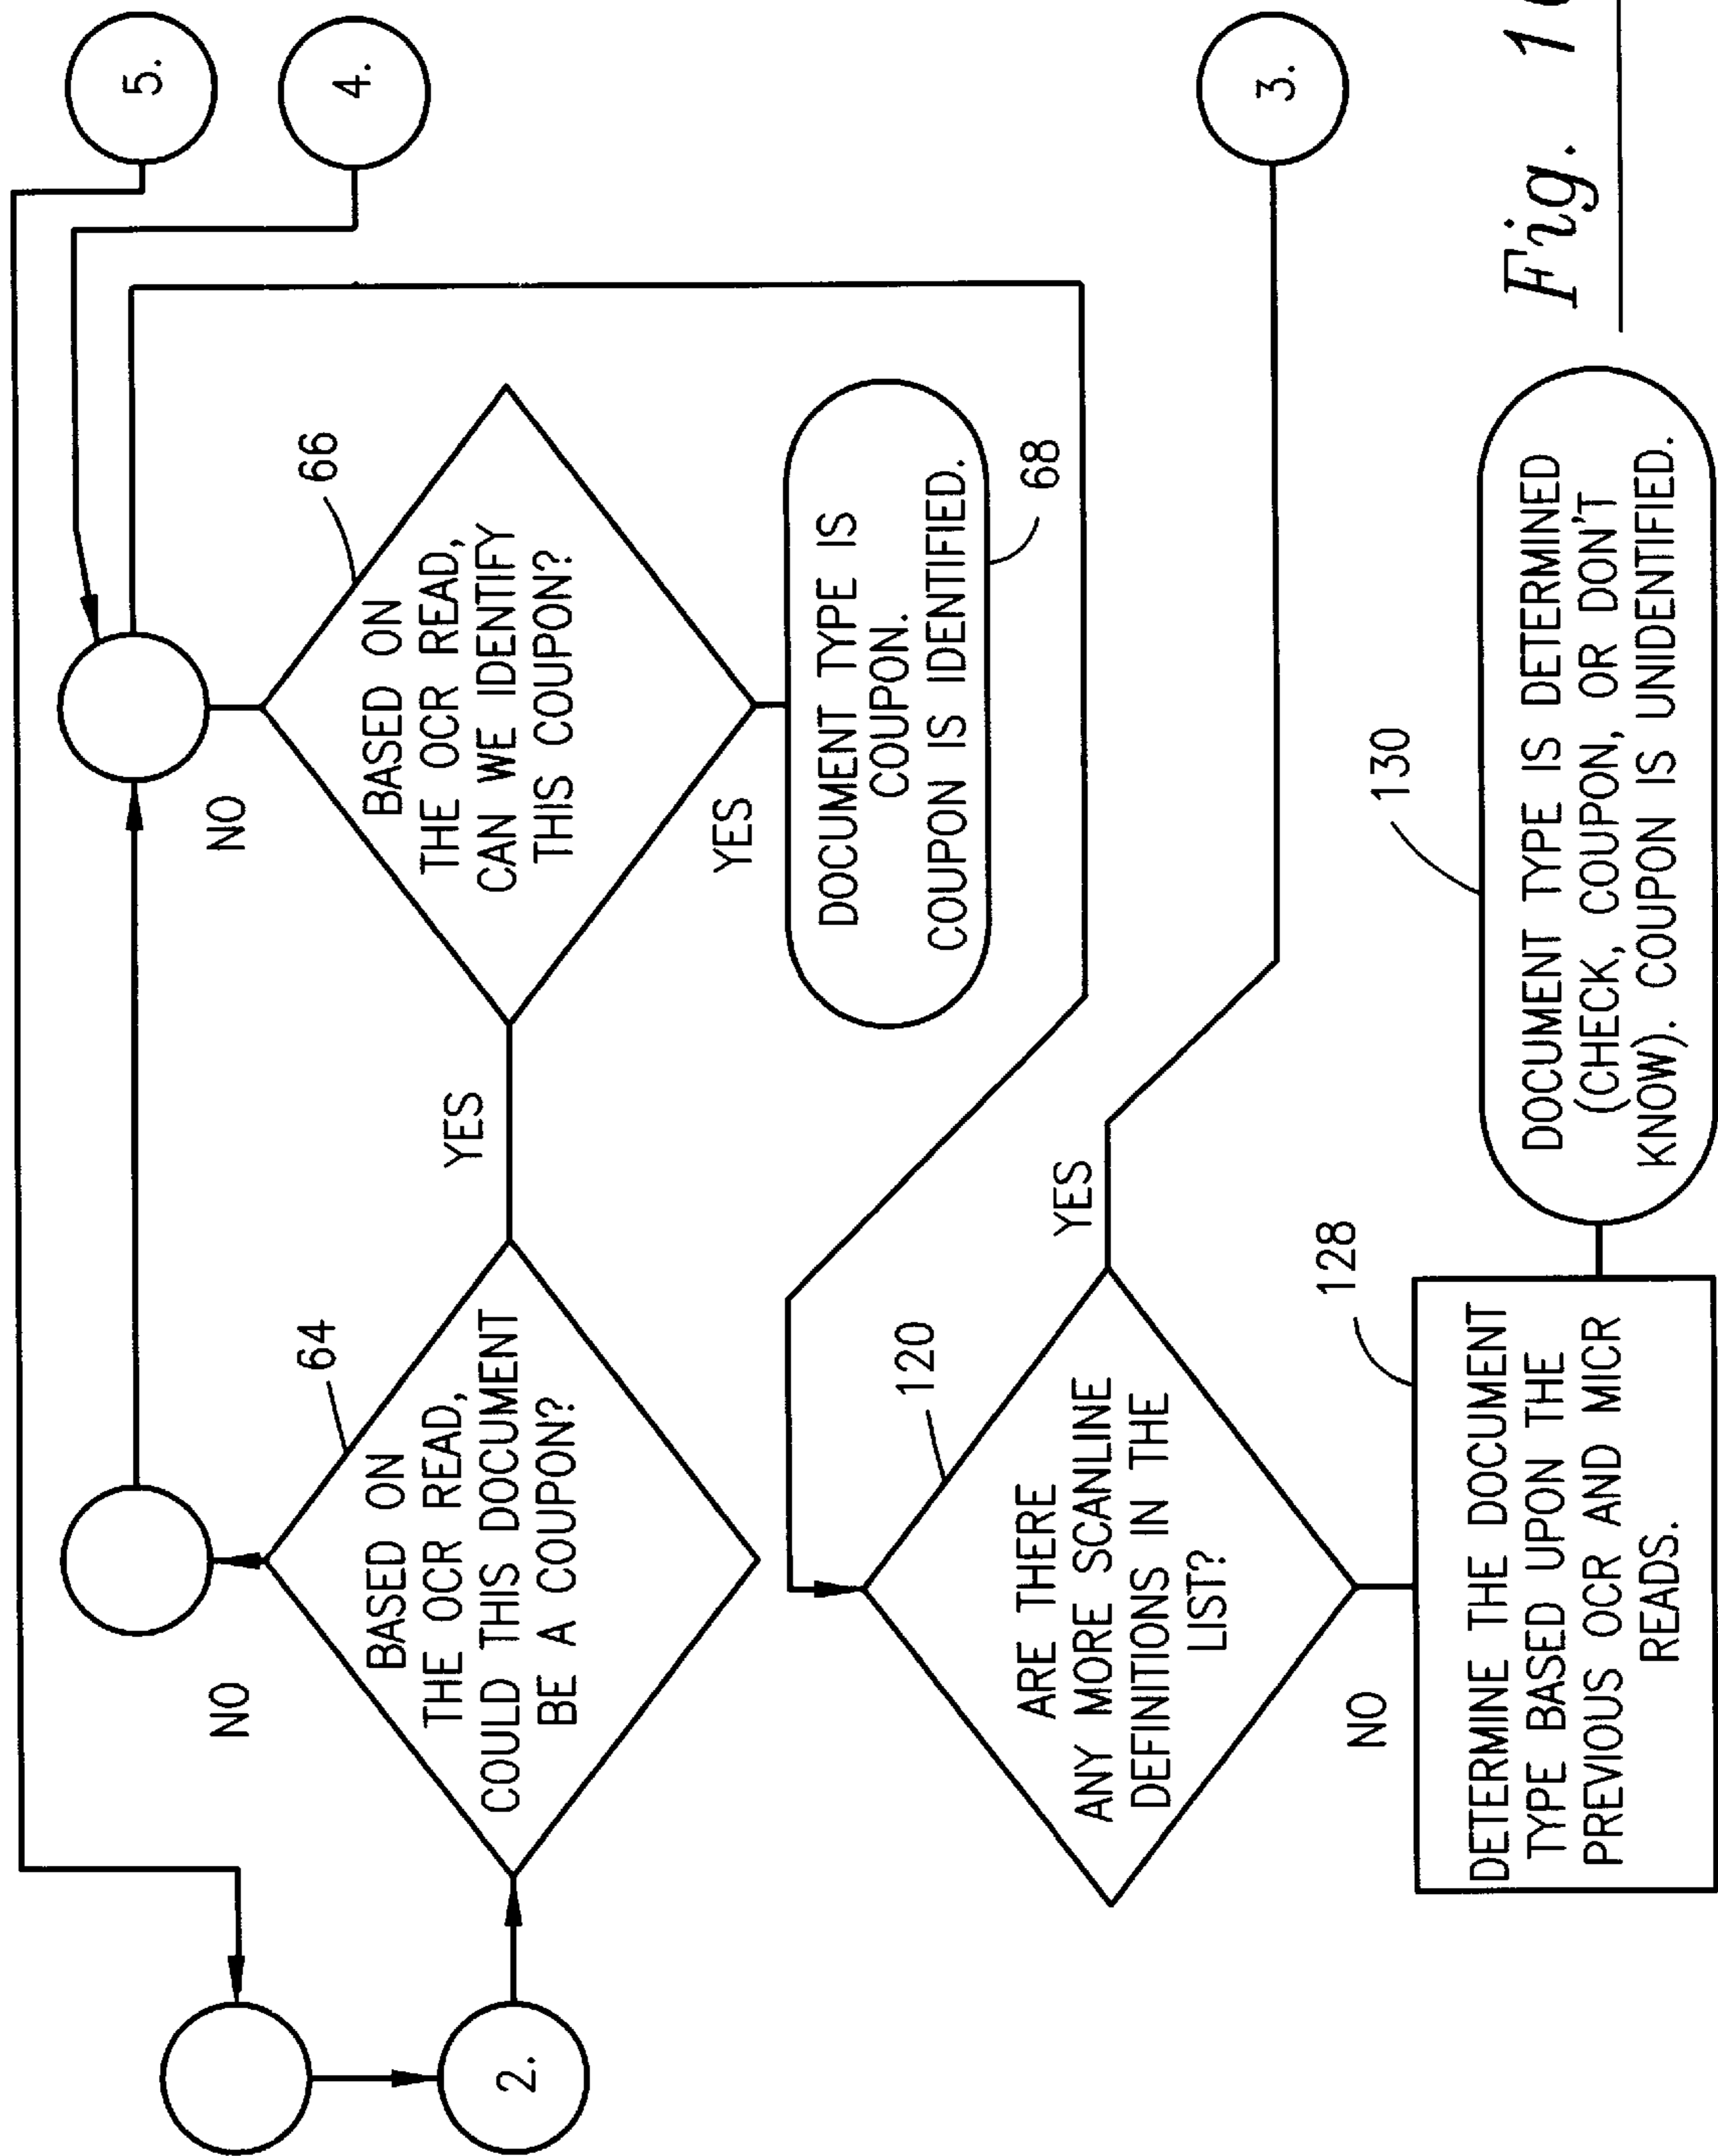 5.
4.
NO
NO
64
BASED ON
THE OCR READ,
COULD THIS DOCUMENT
BE A COUPON?
YES
66
BASED ON
THE OCR READ,
CAN WE IDENTIFY
THIS COUPON?
2.
YES
DOCUMENT TYPE IS
COUPON.
COUPON IS IDENTIFIED.
68
120
ARE THERE
ANY MORE SCANLINE
DEFINITIONS IN THE
LIST?
YES
3.
NO
128
DETERMINE THE DOCUMENT
TYPE BASED UPON THE
PREVIOUS OCR AND MICR
READS.
130
DOCUMENT TYPE IS DETERMINED
(CHECK, COUPON, OR DON'T
KNOW). COUPON IS UNIDENTIFIED.
Fig.